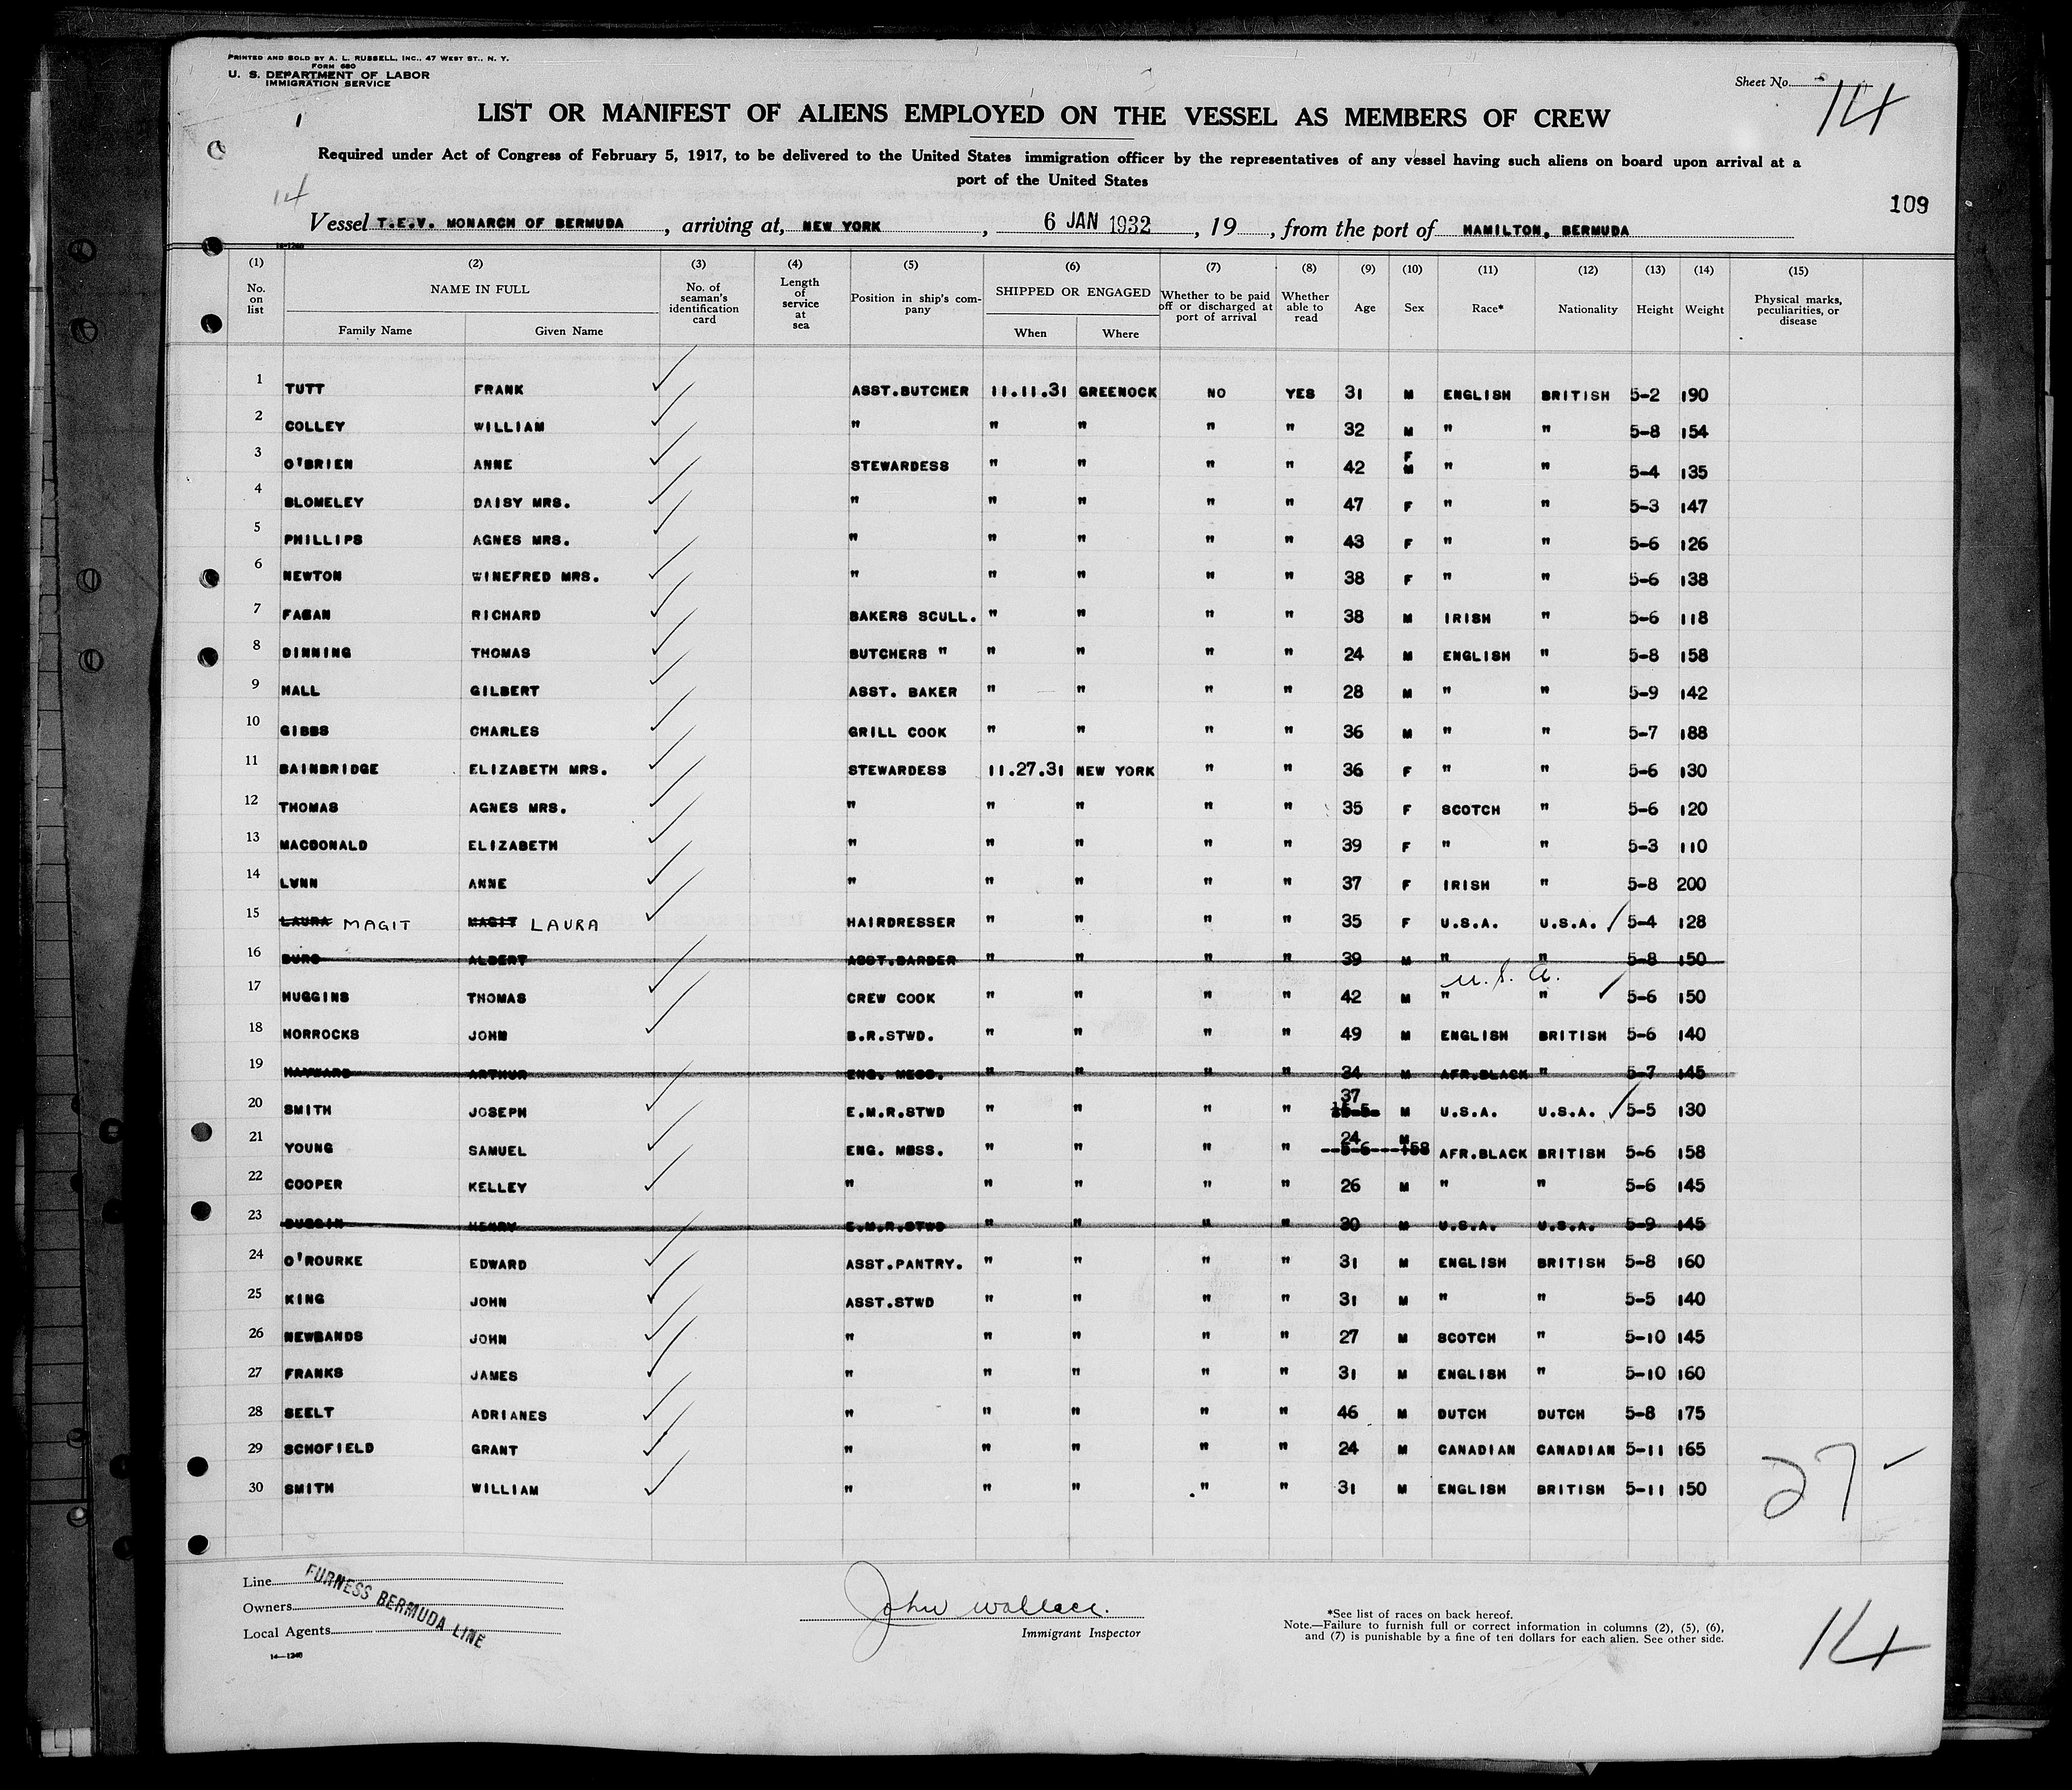 PRINTED AND SOLD BY A. L. RUSSELL, INC., 47 WEST ST., N. Y.
FORM 680
U. S. DEPARTMENT OF LABOR
IMMIGRATION SERVICE
Sheet No. 14
LIST OR MANIFEST OF ALIENS EMPLOYED ON THE VESSEL AS MEMBERS OF CREW
Required under Act of Congress of February 5, 1917, to be delivered to the United States immigration officer by the representatives of any vessel having such aliens on board upon arrival at a
port of the United States
14
109
Vessel T.E.V. MONARCH OF BERMUDA, arriving at, NEW YORK, 6 JAN 1932, 19, from the port of HAMILTON, BERMUDA
14-1240
(1) (2) (3) (4) (5) (6) (7) (8) (9) (10) (11) (12) (13) (14) (15)
No. on list NAME IN FULL Family Name Given Name No. of seaman's identification card Length of service at sea Position in ship's company SHIPPED OR ENGAGED When Where Whether to be paid off or discharged at port of arrival Whether able to read Age Sex Race* Nationality Height Weight Physical marks, peculiarities, or disease
1 TUTT FRANK ASST.BUTCHER 11.11.31 GREENOCK NO YES 31 M ENGLISH BRITISH 5-2 190
2 COLLEY WILLIAM " " " " " 32 M " " 5-8 154
3 O'BRIEN ANNE STEWARDESS " " " " 42 F M " " 5-4 135
4 BLOMELEY DAISY MRS. " " " " " 47 F " " 5-3 147
5 PHILLIPS AGNES MRS. " " " " " 43 F " " 5-6 126
6 NEWTON WINEFRED MRS. " " " " " 38 F " " 5-6 138
7 FAGAN RICHARD BAKERS SCULL. " " " " 38 M IRISH " 5-6 118
8 DINNING THOMAS BUTCHERS " " " " " 24 M ENGLISH " 5-8 158
9 HALL GILBERT ASST. BAKER " " " " 28 M " " 5-9 142
10 GIBBS CHARLES GRILL COOK " " " " 36 M " " 5-7 188
11 BAINBRIDGE ELIZABETH MRS. STEWARDESS 11.27.31 NEW YORK " " 36 F " " 5-6 130
12 THOMAS AGNES MRS. " " " " " 35 F SCOTCH " 5-6 120
13 MACDONALD ELIZABETH " " " " " 39 F " " 5-3 110
14 LYNN ANNE " " " " " 37 F IRISH " 5-8 200
15 LAURA MAGIT MAGIT LAURA HAIRDRESSER " " " " 35 F U.S.A. U.S.A. 5-4 128
16 ALBERT ASST.BARBER " " " " 39 M " " 5-8 150
U.S.A.
17 HUGGINS THOMAS CREW COOK " " " " 42 M " " 5-6 150
18 HORROCKS JOHN B.R.STWD. " " " " 49 M ENGLISH BRITISH 5-6 140
19 HAYWARD ARTHUR ENG. MESS. " " " " 34 M AFR.BLACK " 5-7 145
20 SMITH JOSEPH E.M.R.STWD " " " " 37 M U.S.A. U.S.A. 5-5 130
21 YOUNG SAMUEL ENG. MESS. " " " " 24 --5-6---158 M AFR.BLACK BRITISH 5-6 158
22 COOPER KELLEY " " " " " 26 M " " 5-6 145
23 HENRY E.M.R.STWD " " " " 30 M U.S.A. U.S.A. 5-9 145
24 O'ROURKE EDWARD ASST.PANTRY. " " " " 31 M ENGLISH BRITISH 5-8 160
25 KING JOHN ASST.STWD " " " " 31 M " " 5-5 140
26 NEWBANDS JOHN " " " " " 27 M SCOTCH " 5-10 145
27 FRANKS JAMES " " " " " 31 M ENGLISH " 5-10 160
28 SEELT ADRIANES " " " " " 46 M DUTCH DUTCH 5-8 175
29 SCHOFIELD GRANT " " " " " 24 M CANADIAN CANADIAN 5-11 165
30 SMITH WILLIAM " " " " " 31 M ENGLISH BRITISH 5-11 150
27
Line
Owners
Local Agents
FURNESS BERMUDA LINE
14-1240
John Wallace.
Immigrant Inspector
*See list of races on back hereof.
Note.—Failure to furnish full or correct information in columns (2), (5), (6),
and (7) is punishable by a fine of ten dollars for each alien. See other side.
14